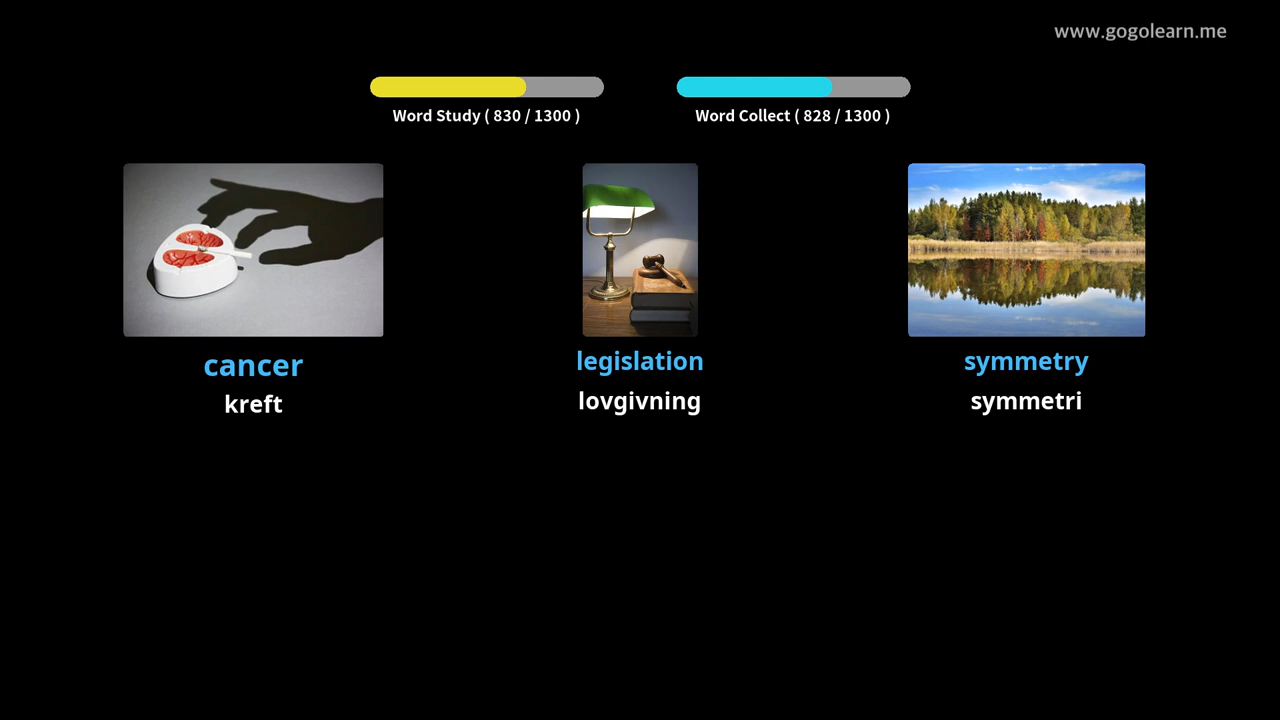 www.gogolearn.me
Word Study ( 830 / 1300 )
Word Collect ( 828 / 1300 )
cancer
kreft
legislation
lovgivning
symmetry
symmetri